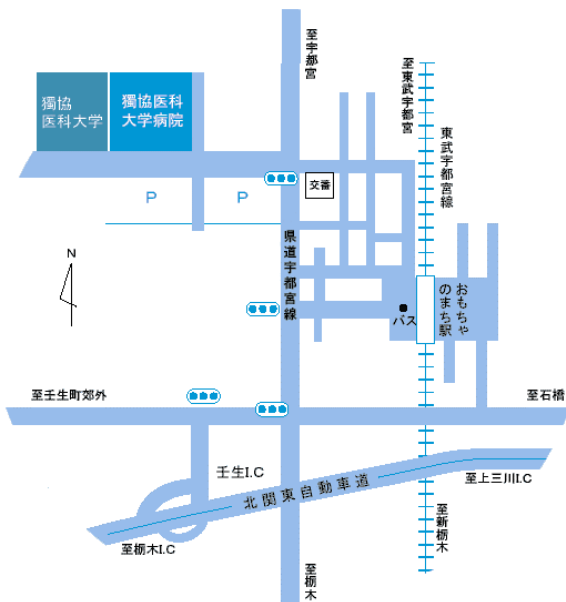 至宇都宮
至東武宇都宮
獨協
医科大学
獨協医科
大学病院
東武宇都宮線
交番
P
P
N
県道宇都宮線
おもちゃ
のまち駅
バス
至壬生町郊外
至石橋
壬生I.C
北関東自動車道
至上三川I.C
至栃木I.C
至新栃木
至栃木